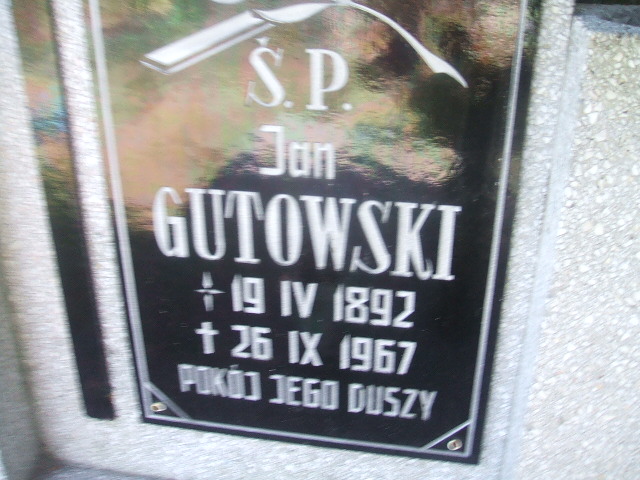 Ś.P.
Jan
GUTOWSKI
19 IV 1892
✝ 26 IX 1967
POKÓJ JEGO DUSZY